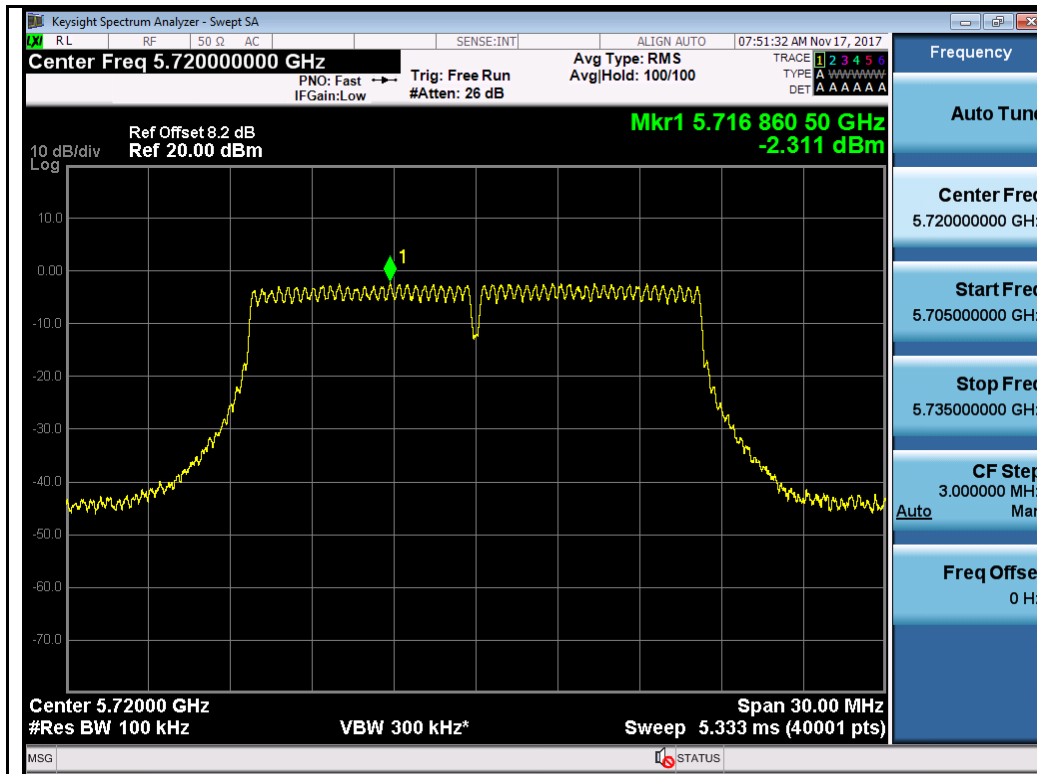 Keysight Spectrum Analyzer - Swept SA
LXI RL RF 50 Ω AC SENSE:INT ALIGN AUTO 07:51:32 AM Nov 17, 2017
Center Freq 5.720000000 GHz
PNO: Fast
IFGain:Low
Trig: Free Run
#Atten: 26 dB
Avg Type: RMS
Avg|Hold: 100/100
TRACE 1 2 3 4 5 6
TYPE A WWWWW
DET A A A A A A
Mkr1 5.716 860 50 GHz
-2.311 dBm
Ref Offset 8.2 dB
10 dB/div Ref 20.00 dBm
Log
10.0
0.00
-10.0
-20.0
-30.0
-40.0
-50.0
-60.0
-70.0
1
Center 5.72000 GHz Span 30.00 MHz
#Res BW 100 kHz VBW 300 kHz* Sweep 5.333 ms (40001 pts)
MSG STATUS
Frequency
Auto Tune
Center Freq
5.720000000 GHz
Start Freq
5.705000000 GHz
Stop Freq
5.735000000 GHz
CF Step
3.000000 MHz
Auto Man
Freq Offset
0 Hz